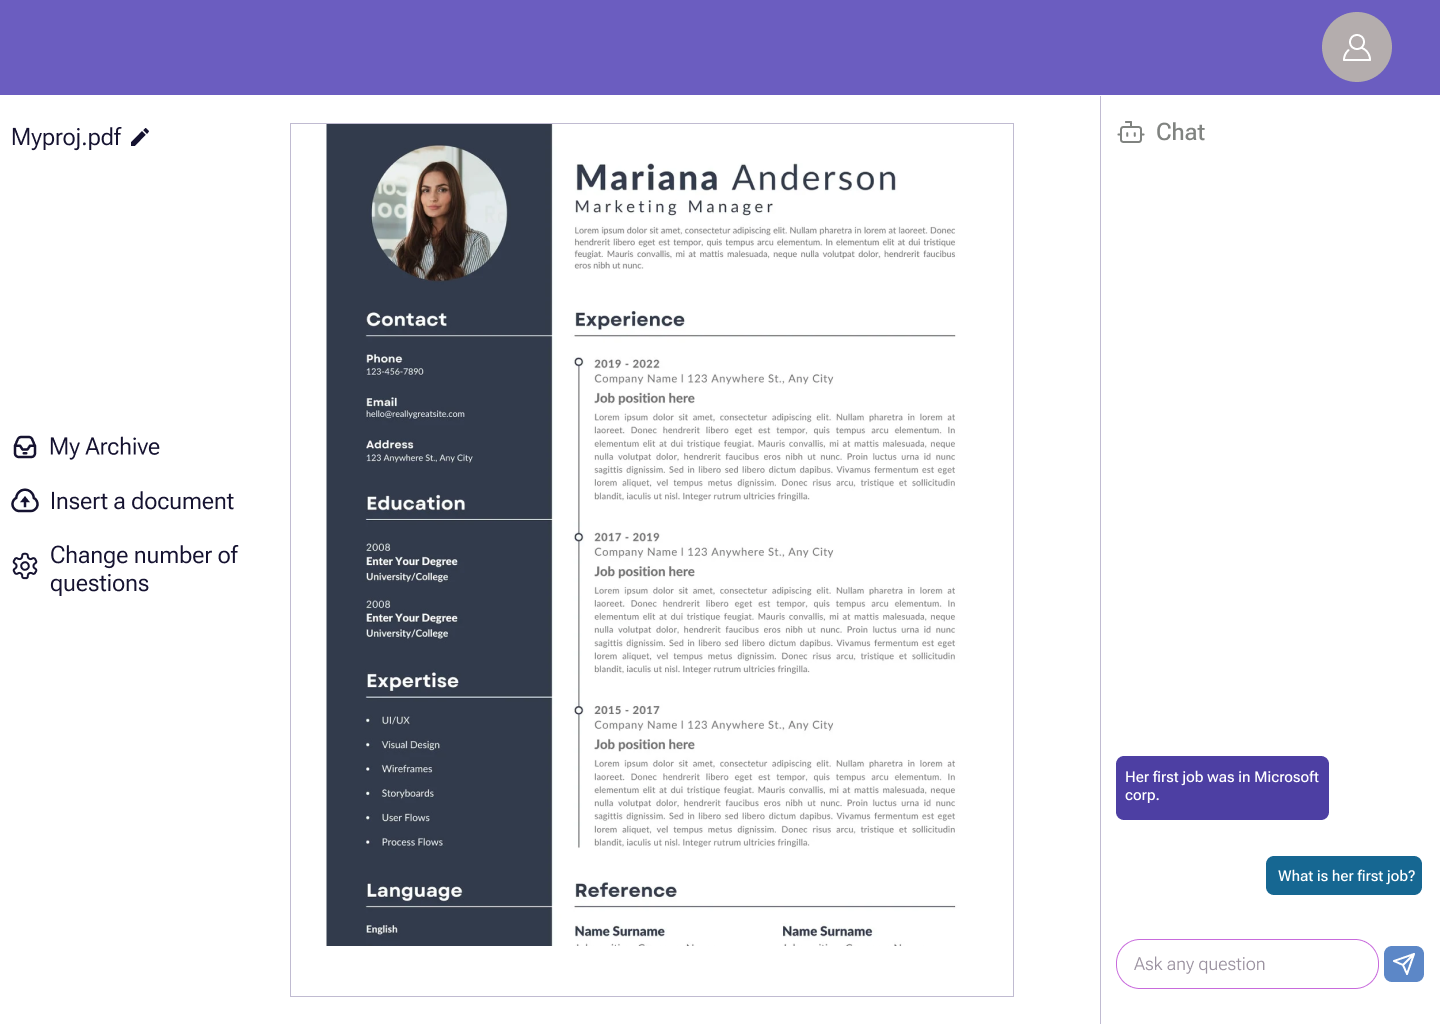 Myproj.pdf
My Archive
Insert a document
Change number of
questions
Mariana Anderson
Marketing Manager
Lorem ipsum dolor sit amet, consectetur adipiscing elit. Nullam pharetra in lorem at laoreet. Donec
hendrerit libero eget est tempor, quis tempus arcu elementum. In elementum elit at dui tristique
feugiat. Mauris convallis, mi at mattis malesuada, neque nulla volutpat dolor, hendrerit faucibus
eros nibh ut nunc.
Contact
Phone
123-456-7890
Email
hello@reallygreatsite.com
Address
123 Anywhere St., Any City
Education
2008
Enter Your Degree
University/College
2008
Enter Your Degree
University/College
Expertise
• UI/UX
• Visual Design
• Wireframes
• Storyboards
• User Flows
• Process Flows
Language
English
Experience
2019 - 2022
Company Name l 123 Anywhere St., Any City
Job position here
Lorem ipsum dolor sit amet, consectetur adipiscing elit. Nullam pharetra in lorem at
laoreet. Donec hendrerit libero eget est tempor, quis tempus arcu elementum. In
elementum elit at dui tristique feugiat. Mauris convallis, mi at mattis malesuada, neque
nulla volutpat dolor, hendrerit faucibus eros nibh ut nunc. Proin luctus urna id nunc
sagittis dignissim. Sed in libero sed libero dictum dapibus. Vivamus fermentum est eget
lorem aliquet, vel tempus metus dignissim. Donec risus arcu, tristique et sollicitudin
blandit, iaculis ut nisl. Integer rutrum ultricies fringilla.
2017 - 2019
Company Name l 123 Anywhere St., Any City
Job position here
Lorem ipsum dolor sit amet, consectetur adipiscing elit. Nullam pharetra in lorem at
laoreet. Donec hendrerit libero eget est tempor, quis tempus arcu elementum. In
elementum elit at dui tristique feugiat. Mauris convallis, mi at mattis malesuada, neque
nulla volutpat dolor, hendrerit faucibus eros nibh ut nunc. Proin luctus urna id nunc
sagittis dignissim. Sed in libero sed libero dictum dapibus. Vivamus fermentum est eget
lorem aliquet, vel tempus metus dignissim. Donec risus arcu, tristique et sollicitudin
blandit, iaculis ut nisl. Integer rutrum ultricies fringilla.
2015 - 2017
Company Name l 123 Anywhere St., Any City
Job position here
Lorem ipsum dolor sit amet, consectetur adipiscing elit. Nullam pharetra in lorem at
laoreet. Donec hendrerit libero eget est tempor, quis tempus arcu elementum. In
elementum elit at dui tristique feugiat. Mauris convallis, mi at mattis malesuada, neque
nulla volutpat dolor, hendrerit faucibus eros nibh ut nunc. Proin luctus urna id nunc
sagittis dignissim. Sed in libero sed libero dictum dapibus. Vivamus fermentum est eget
lorem aliquet, vel tempus metus dignissim. Donec risus arcu, tristique et sollicitudin
blandit, iaculis ut nisl. Integer rutrum ultricies fringilla.
Reference
Name Surname
Name Surname
Chat
Her first job was in Microsoft
corp.
What is her first job?
Ask any question